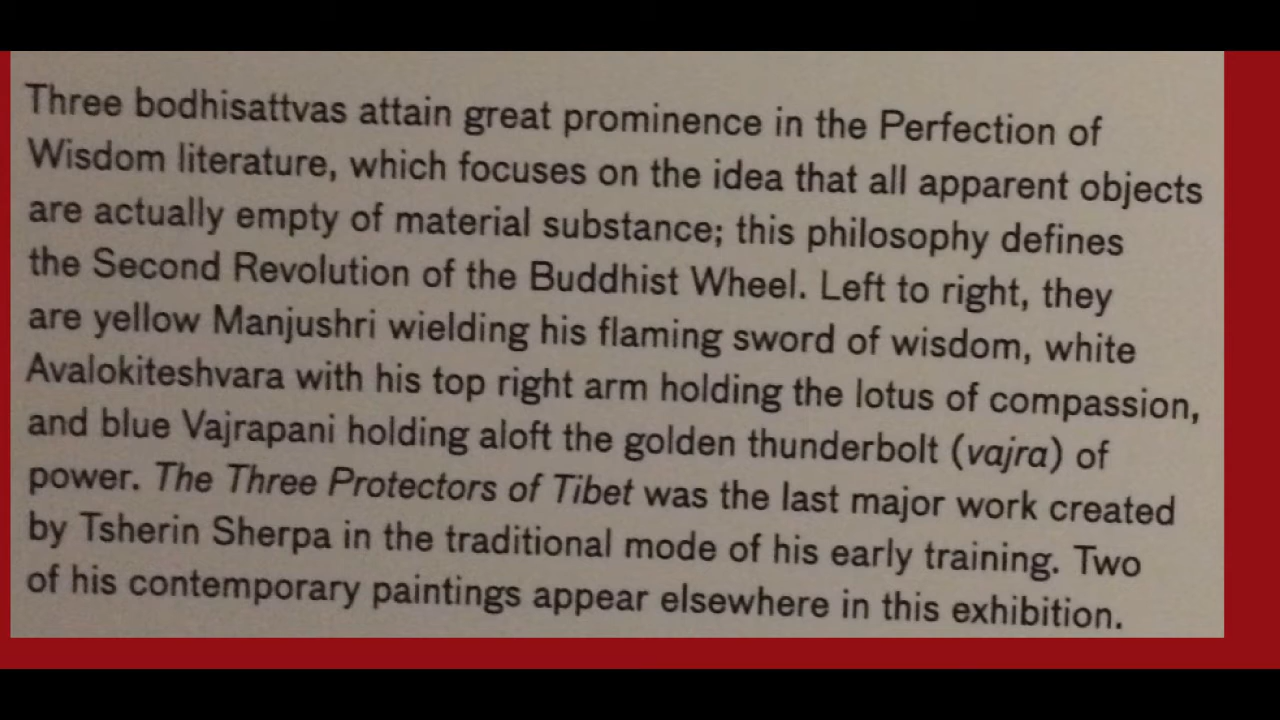 Three bodhisattvas attain great prominence in the Perfection of
Wisdom literature, which focuses on the idea that all apparent objects
are actually empty of material substance; this philosophy defines
the Second Revolution of the Buddhist Wheel. Left to right, they
are yellow Manjushri wielding his flaming sword of wisdom, white
Avalokiteshvara with his top right arm holding the lotus of compassion,
and blue Vajrapani holding aloft the golden thunderbolt (vajra) of
power. The Three Protectors of Tibet was the last major work created
by Tsherin Sherpa in the traditional mode of his early training. Two
of his contemporary paintings appear elsewhere in this exhibition.